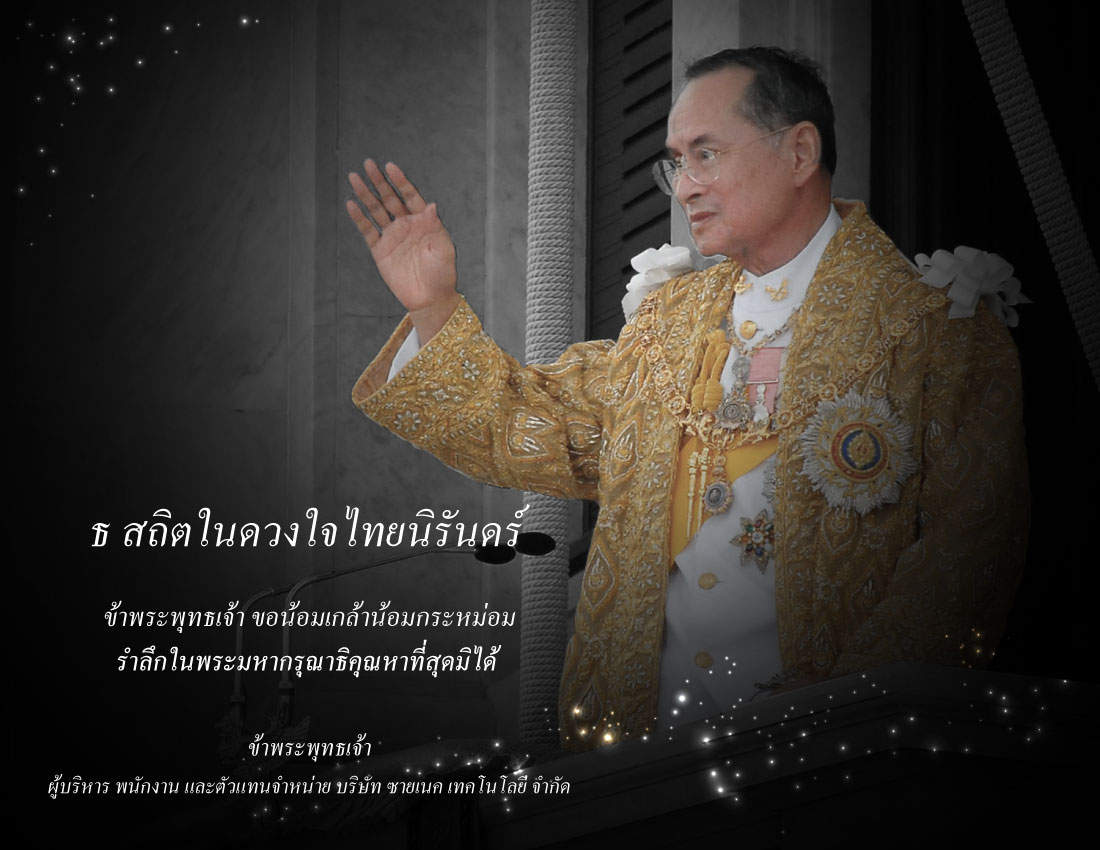 ธ สถิตในดวงใจไทยนิรันดร์
ข้าพระพุทธเจ้า ขอน้อมเกล้าน้อมกระหม่อม
รำลึกในพระมหากรุณาธิคุณหาที่สุดมิได้
ข้าพระพุทธเจ้า
ผู้บริหาร พนักงาน และตัวแทนจำหน่าย บริษัท ซายเนค เทคโนโลยี จำกัด